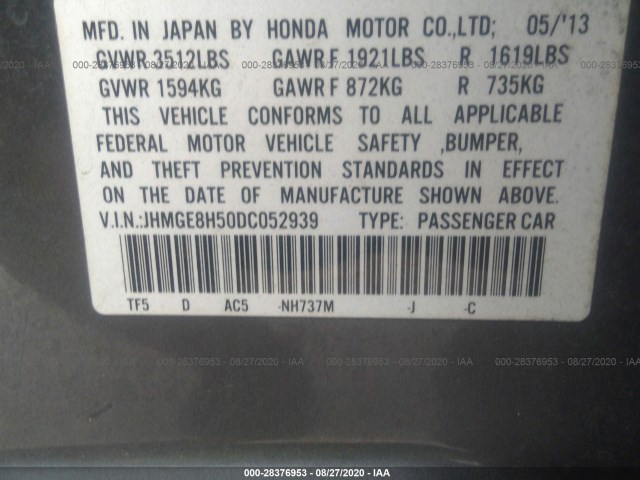 MFD. IN JAPAN BY HONDA MOTOR CO.,LTD; 05/'13
GVWR 3512LBS GAWR F 1921LBS R 1619LBS
GVWR 1594KG GAWR F 872KG R 735KG
THIS VEHICLE CONFORMS TO ALL APPLICABLE
FEDERAL MOTOR VEHICLE SAFETY ,BUMPER,
AND THEFT PREVENTION STANDARDS IN EFFECT
ON THE DATE OF MANUFACTURE SHOWN ABOVE.
V.I.N.:JHMGE8H50DC052939 TYPE: PASSENGER CAR
TF5 D AC5 -NH737M -J -C
000-28376953 - 08/27/2020 - IAA